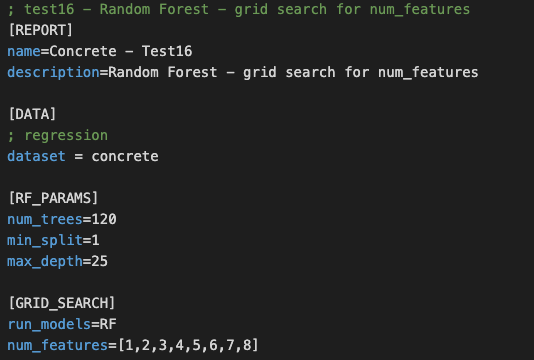 ; test16 – Random Forest – grid search for num_features
[REPORT]
name=Concrete – Test16
description=Random Forest – grid search for num_features
[DATA]
; regression
dataset = concrete
[RF_PARAMS]
num_trees=120
min_split=1
max_depth=25
[GRID_SEARCH]
run_models=RF
num_features=[1,2,3,4,5,6,7,8]